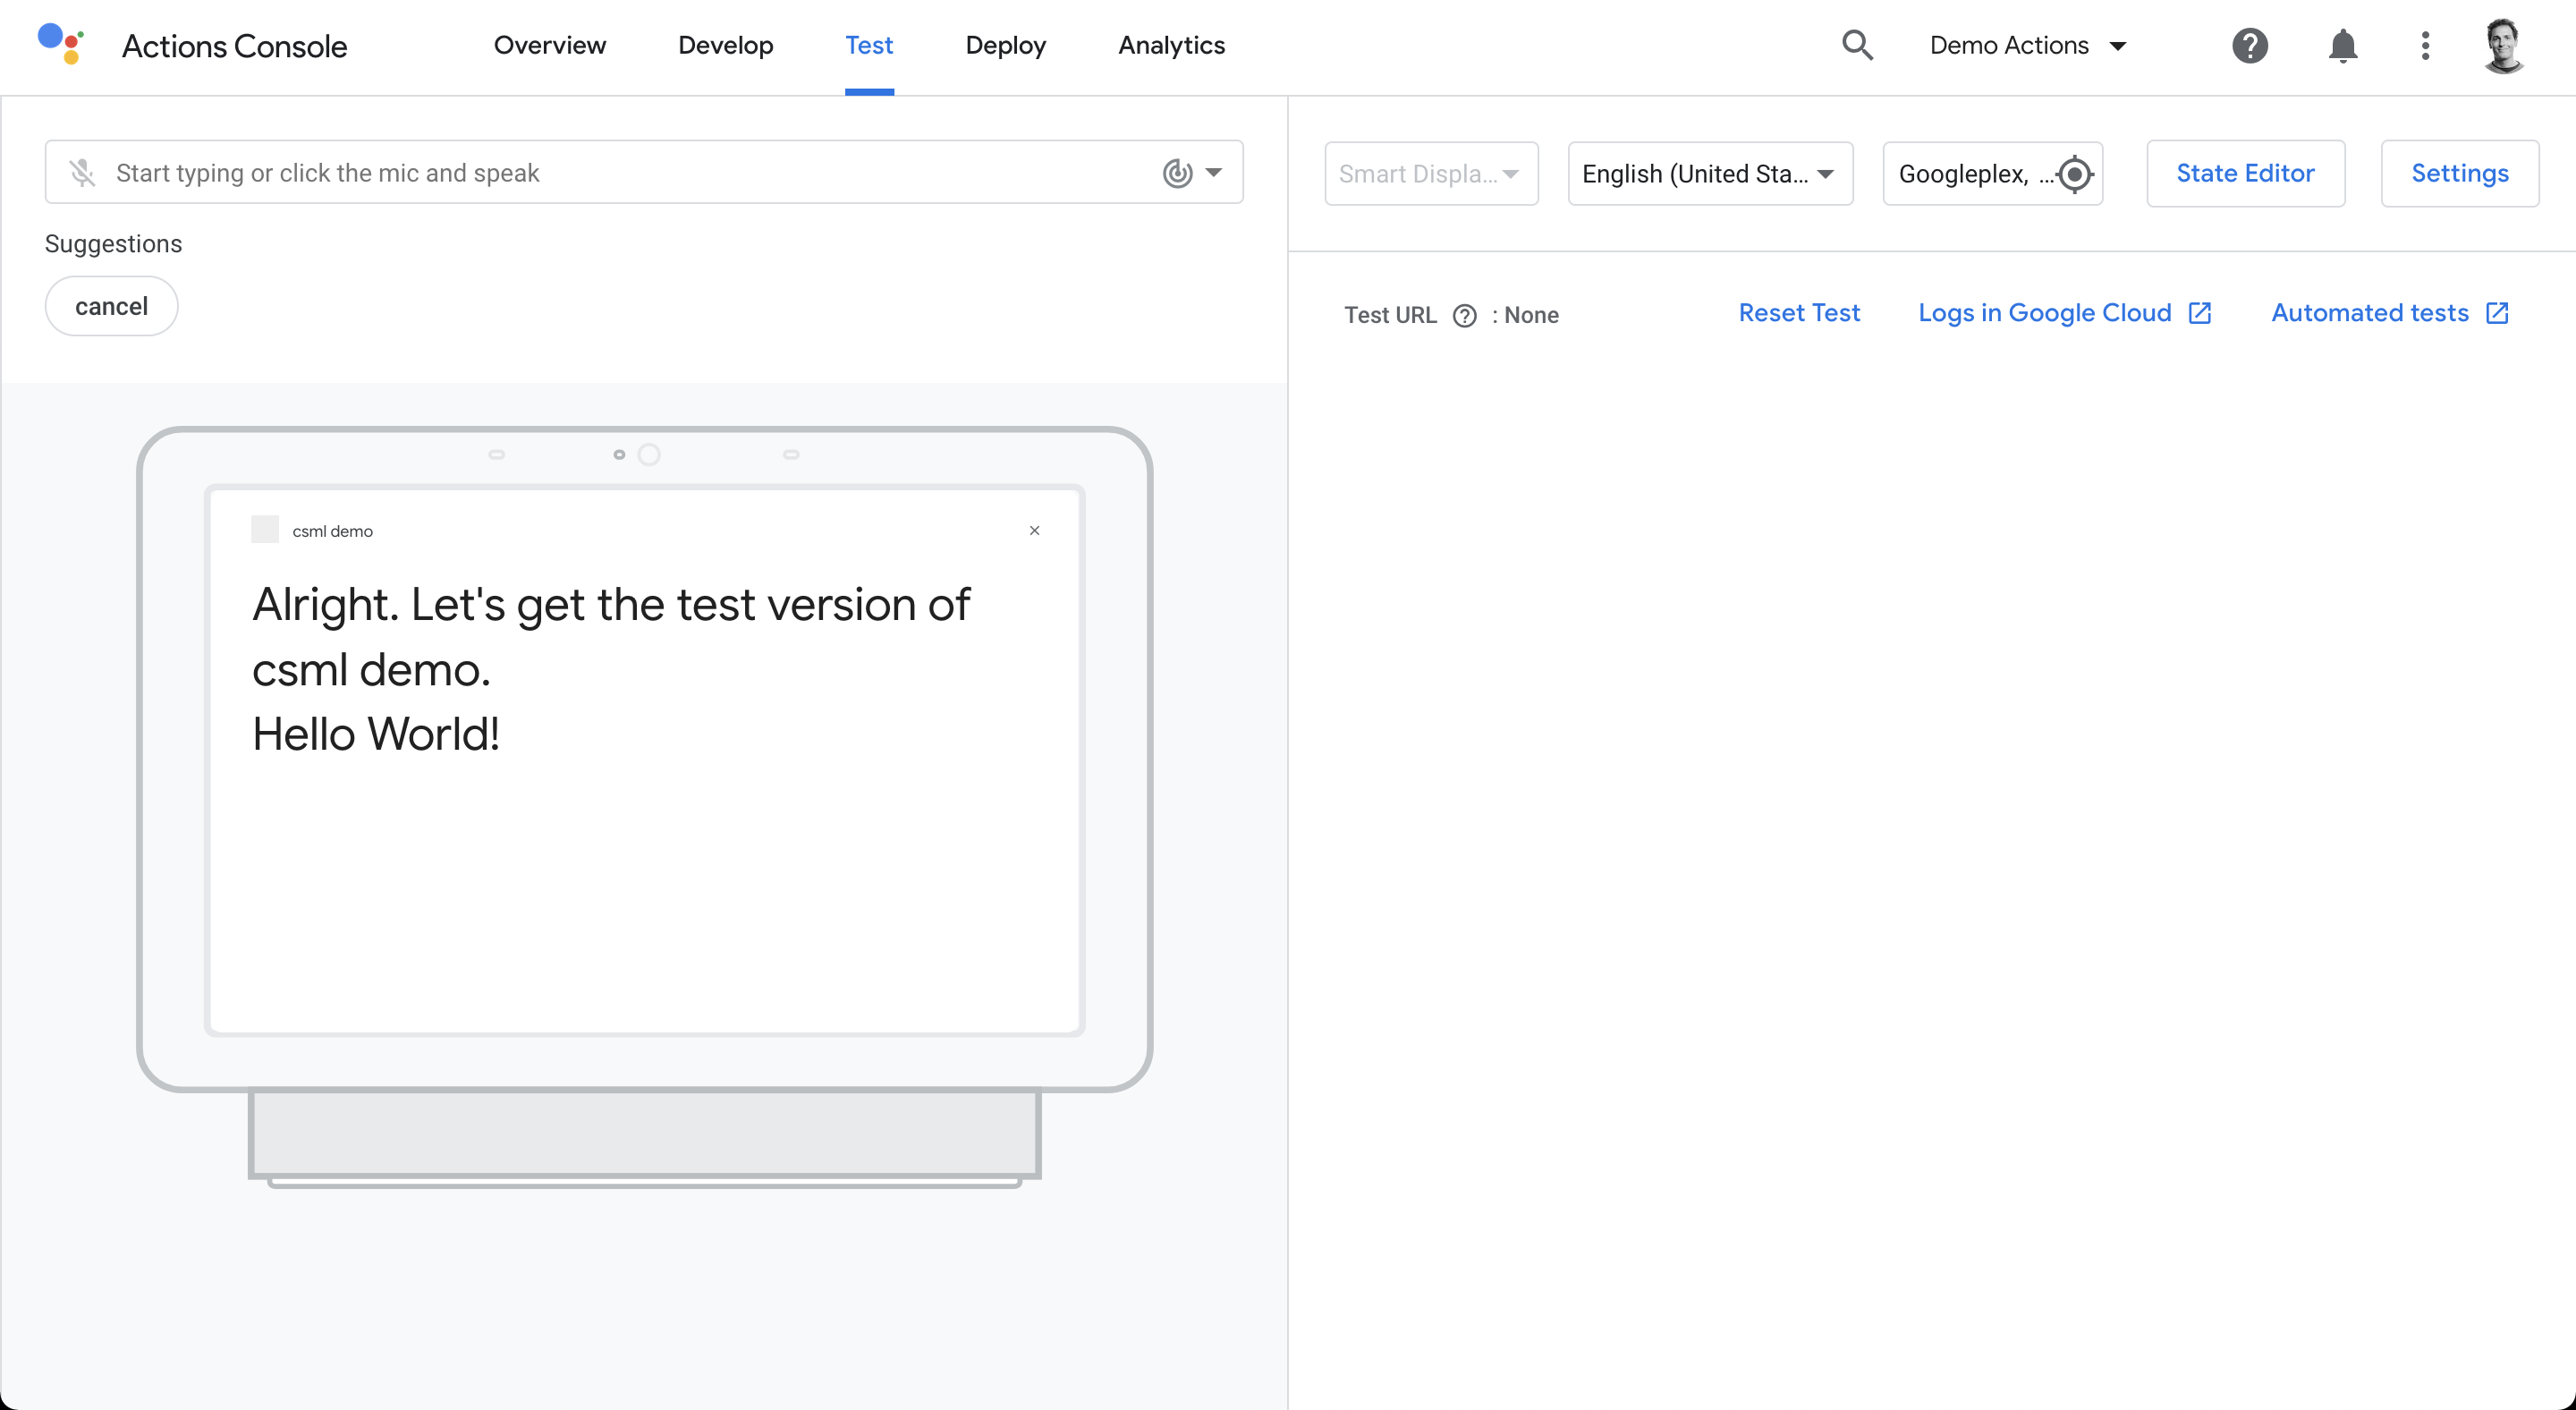 Actions Console
Overview
Develop
Test
Deploy
Analytics
Demo Actions
Start typing or click the mic and speak
Suggestions
cancel
csml demo
Alright. Let's get the test version of
csml demo.
Hello World!
Smart Displa...
English (United Sta...
Googleplex, ...
State Editor
Settings
Test URL : None
Reset Test
Logs in Google Cloud
Automated tests